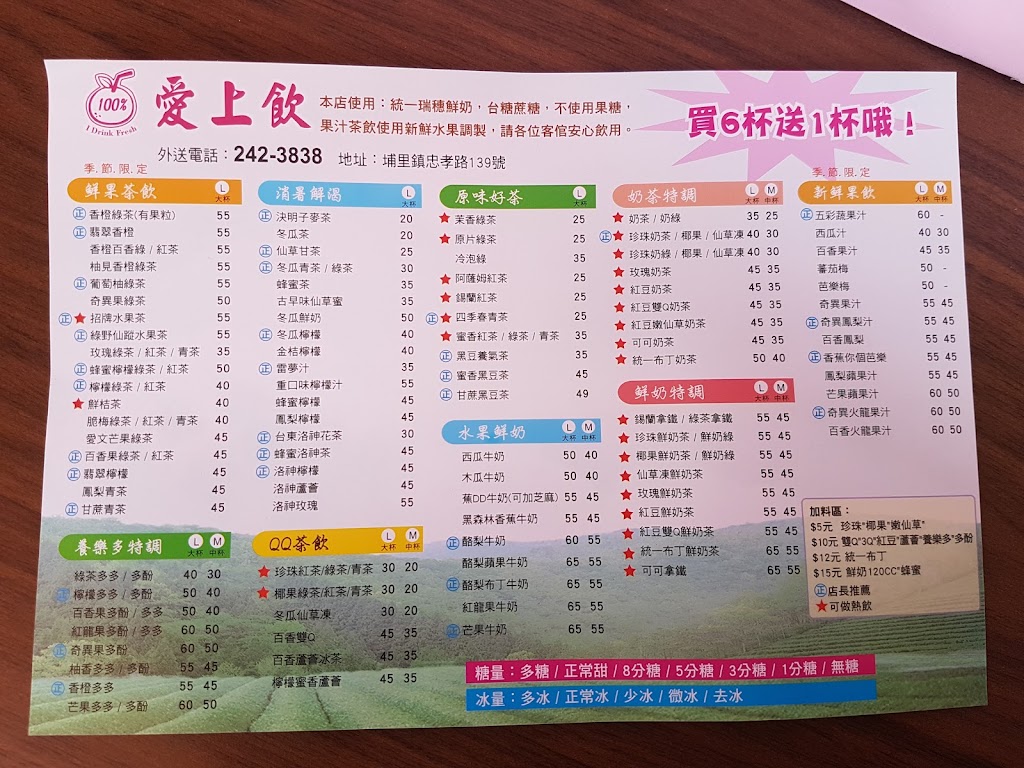 100%
I Drink Fresh
愛上飲
本店使用：統一瑞穗鮮奶，台糖蔗糖，不使用果糖，
果汁茶飲使用新鮮水果調製，請各位客倌安心飲用。
買6杯送1杯哦！
外送電話：242-3838 地址：埔里鎮忠孝路139號
季.節.限.定
鮮果茶飲 L 大杯
正 香橙綠茶(有果粒) 55
正 翡翠香橙 55
香橙百香綠 / 紅茶 55
柚見香橙綠茶 55
正 葡萄柚綠茶 55
奇異果綠茶 50
正 ★ 招牌水果茶 55
正 綠野仙蹤水果茶 55
玫瑰綠茶 / 紅茶 / 青茶 35
正 蜂蜜檸檬綠茶 / 紅茶 50
正 檸檬綠茶 / 紅茶 40
★ 鮮桔茶 40
脆梅綠茶 / 紅茶 / 青茶 40
愛文芒果綠茶 45
正 百香果綠茶 / 紅茶 45
正 翡翠檸檬 45
鳳梨青茶 45
正 甘蔗青茶 45
養樂多特調 L 大杯 M 中杯
綠茶多多 / 多酚 40 30
正 檸檬多多 / 多酚 50 40
百香果多酚 / 多多 50 40
紅龍果多酚 / 多多 60 50
正 奇異果多酚 60 50
柚香多多 / 多酚 55 45
正 香橙多多 55 45
芒果多多 / 多酚 60 50
消暑解渴 L 大杯
正 決明子麥茶 20
冬瓜茶 20
正 仙草甘茶 25
正 冬瓜青茶 / 綠茶 30
蜂蜜茶 35
古早味仙草蜜 35
冬瓜鮮奶 50
正 冬瓜檸檬 40
金桔檸檬 40
正 雷夢汁 35
重口味檸檬汁 55
蜂蜜檸檬 45
鳳梨檸檬 45
正 台東洛神花茶 30
正 蜂蜜洛神茶 45
正 洛神檸檬 45
洛神蘆薈 45
洛神玫瑰 55
QQ茶飲 L 大杯 M 中杯
★ 珍珠紅茶/綠茶/青茶 30 20
★ 椰果綠茶/紅茶/青茶 30 20
冬瓜仙草凍 30 20
百香雙Q 45 35
百香蘆薈冰茶 45 35
檸檬蜜香蘆薈 45 35
原味好茶 L 大杯
★ 茉香綠茶 25
★ 原片綠茶 25
冷泡綠 35
★ 阿薩姆紅茶 25
★ 錫蘭紅茶 25
正 ★ 四季春青茶 25
★ 蜜香紅茶 / 綠茶 / 青茶 35
正 黑豆養氣茶 35
正 蜜香黑豆茶 45
正 甘蔗黑豆茶 49
水果鮮奶 L 大杯 M 中杯
西瓜牛奶 50 40
木瓜牛奶 50 40
蕉DD牛奶(可加芝麻) 55 45
黑森林香蕉牛奶 55 45
正 酪梨牛奶 60 55
酪梨蘋果牛奶 65 55
正 酪梨布丁牛奶 65 55
紅龍果牛奶 65 55
正 芒果牛奶 65 55
奶茶特調 L 大杯 M 中杯
★ 奶茶 / 奶綠 35 25
正 ★ 珍珠奶茶 / 椰果 / 仙草凍 40 30
★ 珍珠奶綠 / 椰果 / 仙草凍 40 30
★ 玫瑰奶茶 45 35
★ 紅豆奶茶 45 35
★ 紅豆雙Q奶茶 45 35
★ 紅豆嫩仙草奶茶 45 35
★ 可可奶茶 45 35
★ 統一布丁奶茶 50 40
鮮奶特調 L 大杯 M 中杯
★ 錫蘭拿鐵 / 綠茶拿鐵 55 45
★ 珍珠鮮奶茶 / 鮮奶綠 55 45
★ 椰果鮮奶茶 / 鮮奶綠 55 45
★ 仙草凍鮮奶茶 55 45
★ 玫瑰鮮奶茶 55 45
★ 紅豆鮮奶茶 55 45
★ 紅豆雙Q鮮奶茶 55 45
★ 統一布丁鮮奶茶 65 55
★ 可可拿鐵 65 55
季.節.限.定
新鮮果飲 L 大杯 M 中杯
正 五彩蔬果汁 60 -
西瓜汁 40 30
百香果汁 45 35
蕃茄梅 50 -
芭樂梅 50 -
奇異果汁 55 45
正 奇異鳳梨汁 55 45
百香鳳梨 55 45
正 香蕉你個芭樂 55 45
鳳梨蘋果汁 55 45
芒果蘋果汁 60 50
正 奇異火龍果汁 60 50
百香火龍果汁 60 50
加料區：
$5元 珍珠*椰果*嫩仙草*
$10元 雙Q*3Q*紅豆*蘆薈*養樂多*多酚
$12元 統一布丁
$15元 鮮奶120CC*蜂蜜
正 店長推薦
★可做熱飲
糖量：多糖 / 正常甜 / 8分糖 / 5分糖 / 3分糖 / 1分糖 / 無糖
冰量：多冰 / 正常冰 / 少冰 / 微冰 / 去冰